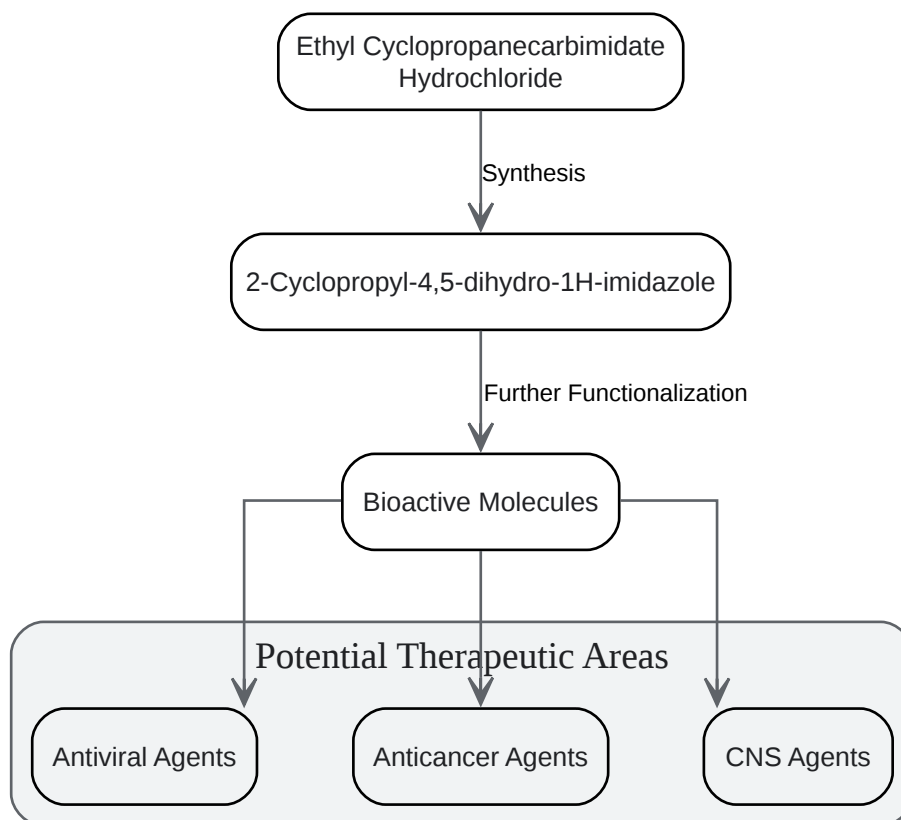 Ethyl Cyclopropanecarbimidate
Hydrochloride
Synthesis
2-Cyclopropyl-4,5-dihydro-1H-imidazole
Further Functionalization
Bioactive Molecules
Potential Therapeutic Areas
Antiviral Agents
Anticancer Agents
CNS Agents